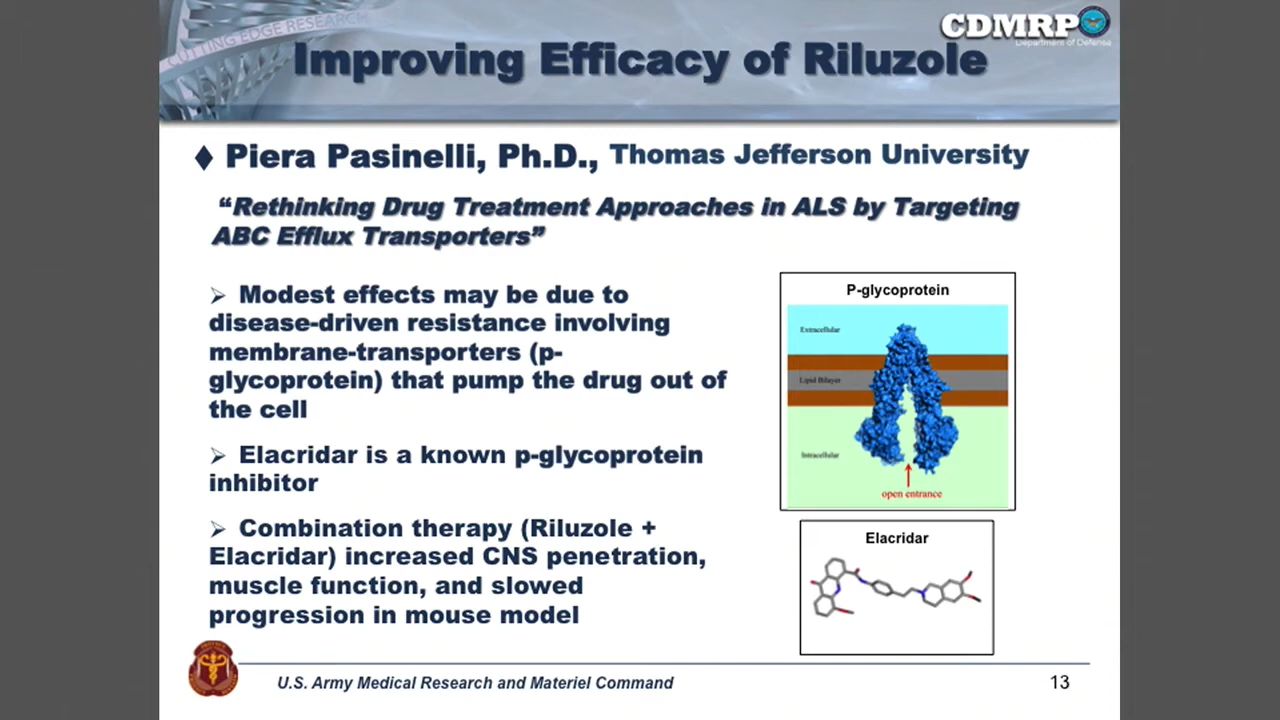 CUTTING EDGE RESEARCH
CDMRP
Department of Defense
Improving Efficacy of Riluzole
♦ Piera Pasinelli, Ph.D., Thomas Jefferson University
“Rethinking Drug Treatment Approaches in ALS by Targeting
ABC Efflux Transporters”
➢ Modest effects may be due to
disease-driven resistance involving
membrane-transporters (p-
glycoprotein) that pump the drug out of
the cell
➢ Elacridar is a known p-glycoprotein
inhibitor
➢ Combination therapy (Riluzole +
Elacridar) increased CNS penetration,
muscle function, and slowed
progression in mouse model
P-glycoprotein
Extracellular
Lipid Bilayer
Intracellular
open entrance
Elacridar
U.S. Army Medical Research and Materiel Command
13